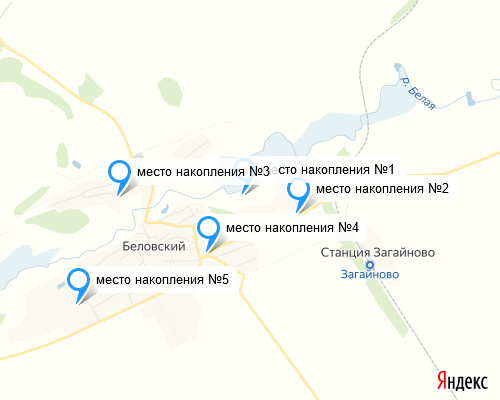 р. Белая
место накопления №3
сто накопления №1
место накопления №2
место накопления №4
Беловский
Станция Загайново
Загайново
место накопления №5
Яндекс